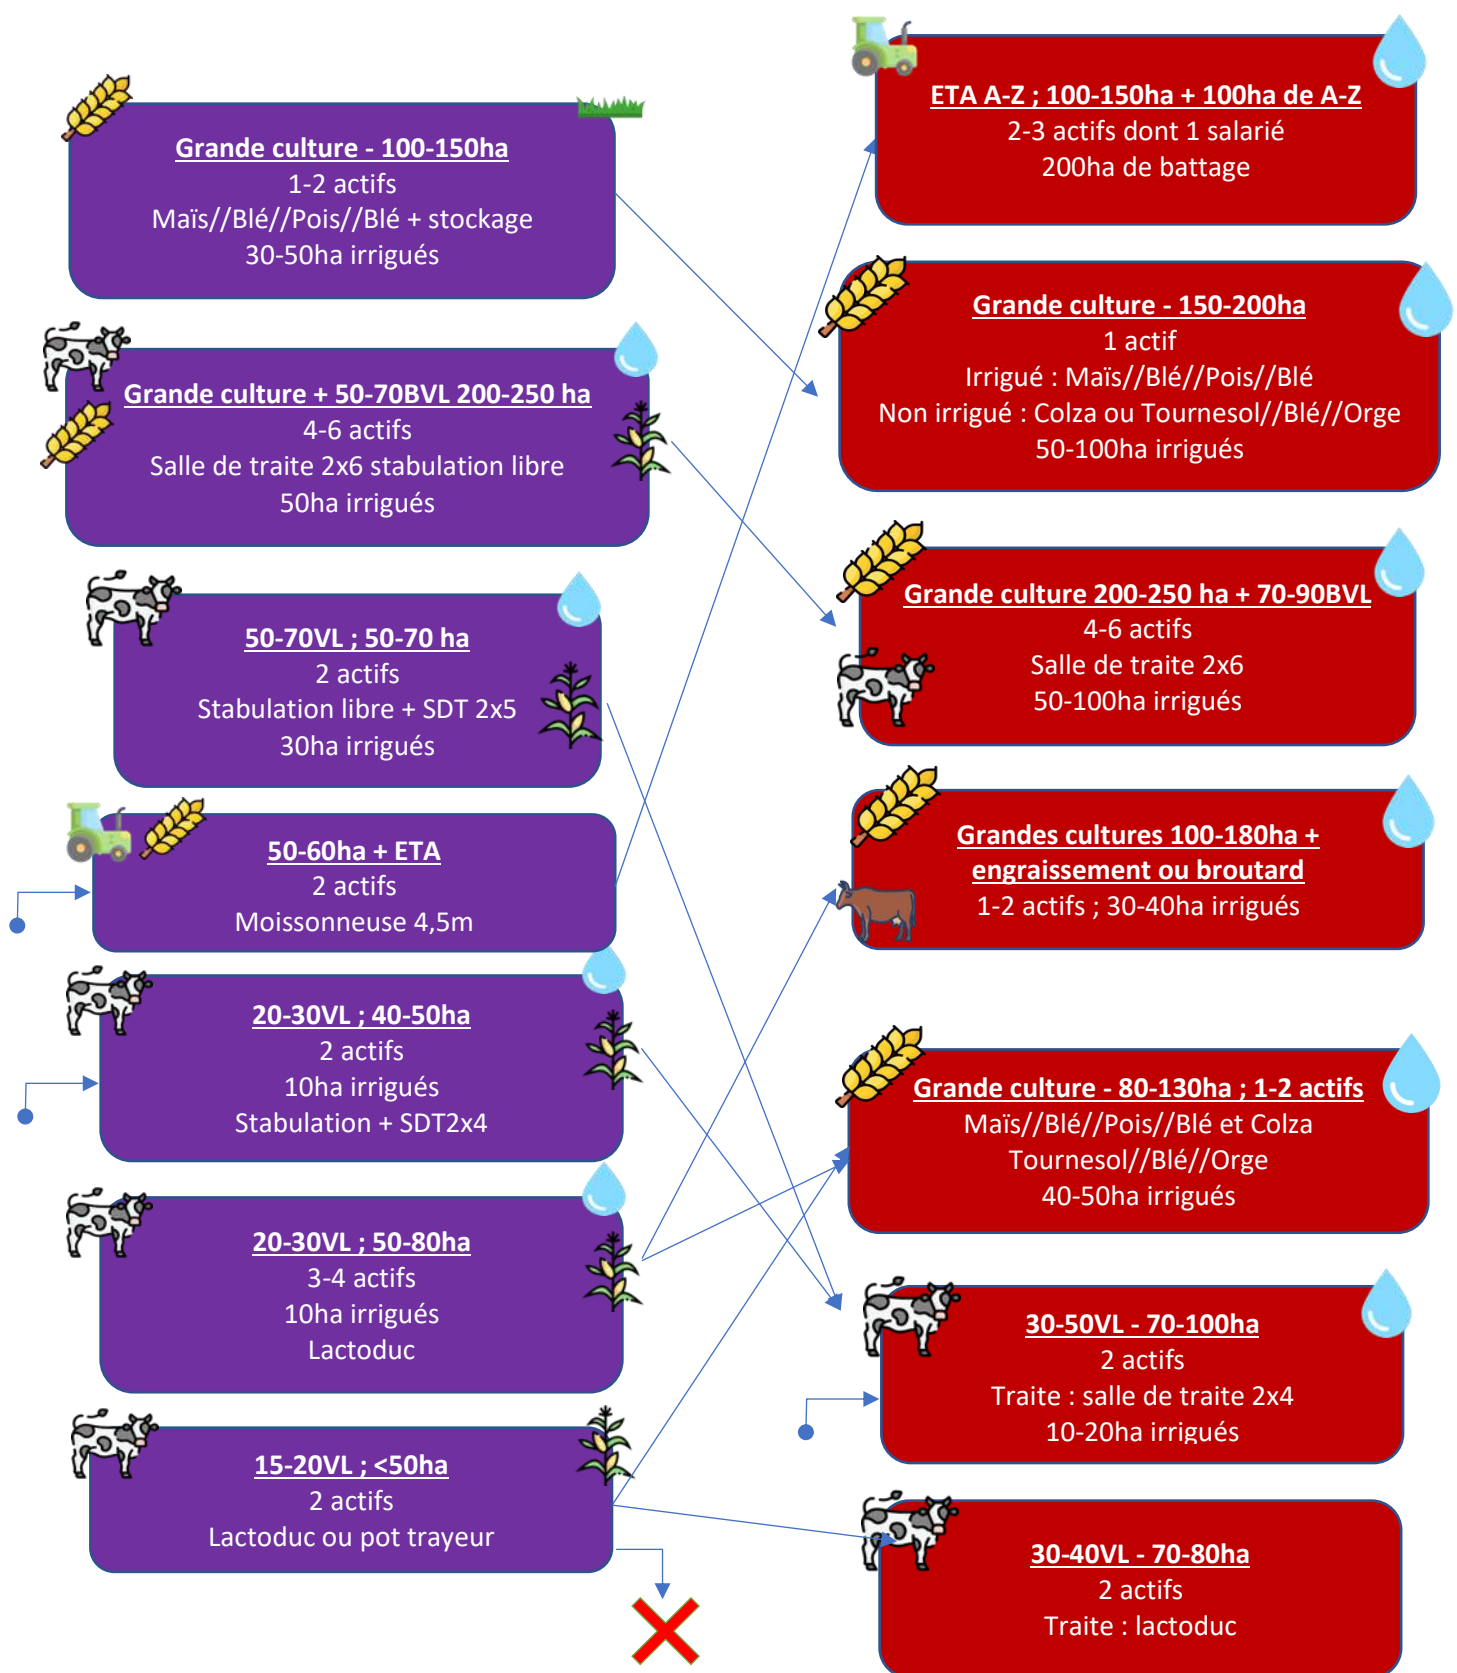 Grande culture - 100-150ha
1-2 actifs
Maïs//Blé//Pois//Blé + stockage
30-50ha irrigués
Grande culture + 50-70BVL 200-250 ha
4-6 actifs
Salle de traite 2x6 stabulation libre
50ha irrigués
50-70VL ; 50-70 ha
2 actifs
Stabulation libre + SDT 2x5
30ha irrigués
50-60ha + ETA
2 actifs
Moissonneuse 4,5m
20-30VL ; 40-50ha
2 actifs
10ha irrigués
Stabulation + SDT2x4
20-30VL ; 50-80ha
3-4 actifs
10ha irrigués
Lactoduc
15-20VL ; <50ha
2 actifs
Lactoduc ou pot trayeur
ETA A-Z ; 100-150ha + 100ha de A-Z
2-3 actifs dont 1 salarié
200ha de battage
Grande culture - 150-200ha
1 actif
Irrigué : Maïs//Blé//Pois//Blé
Non irrigué : Colza ou Tournesol//Blé//Orge
50-100ha irrigués
Grande culture 200-250 ha + 70-90BVL
4-6 actifs
Salle de traite 2x6
50-100ha irrigués
Grandes cultures 100-180ha +
engraissement ou broutard
1-2 actifs ; 30-40ha irrigués
Grande culture - 80-130ha ; 1-2 actifs
Maïs//Blé//Pois//Blé et Colza
Tournesol//Blé//Orge
40-50ha irrigués
30-50VL - 70-100ha
2 actifs
Traite : salle de traite 2x4
10-20ha irrigués
30-40VL - 70-80ha
2 actifs
Traite : lactoduc